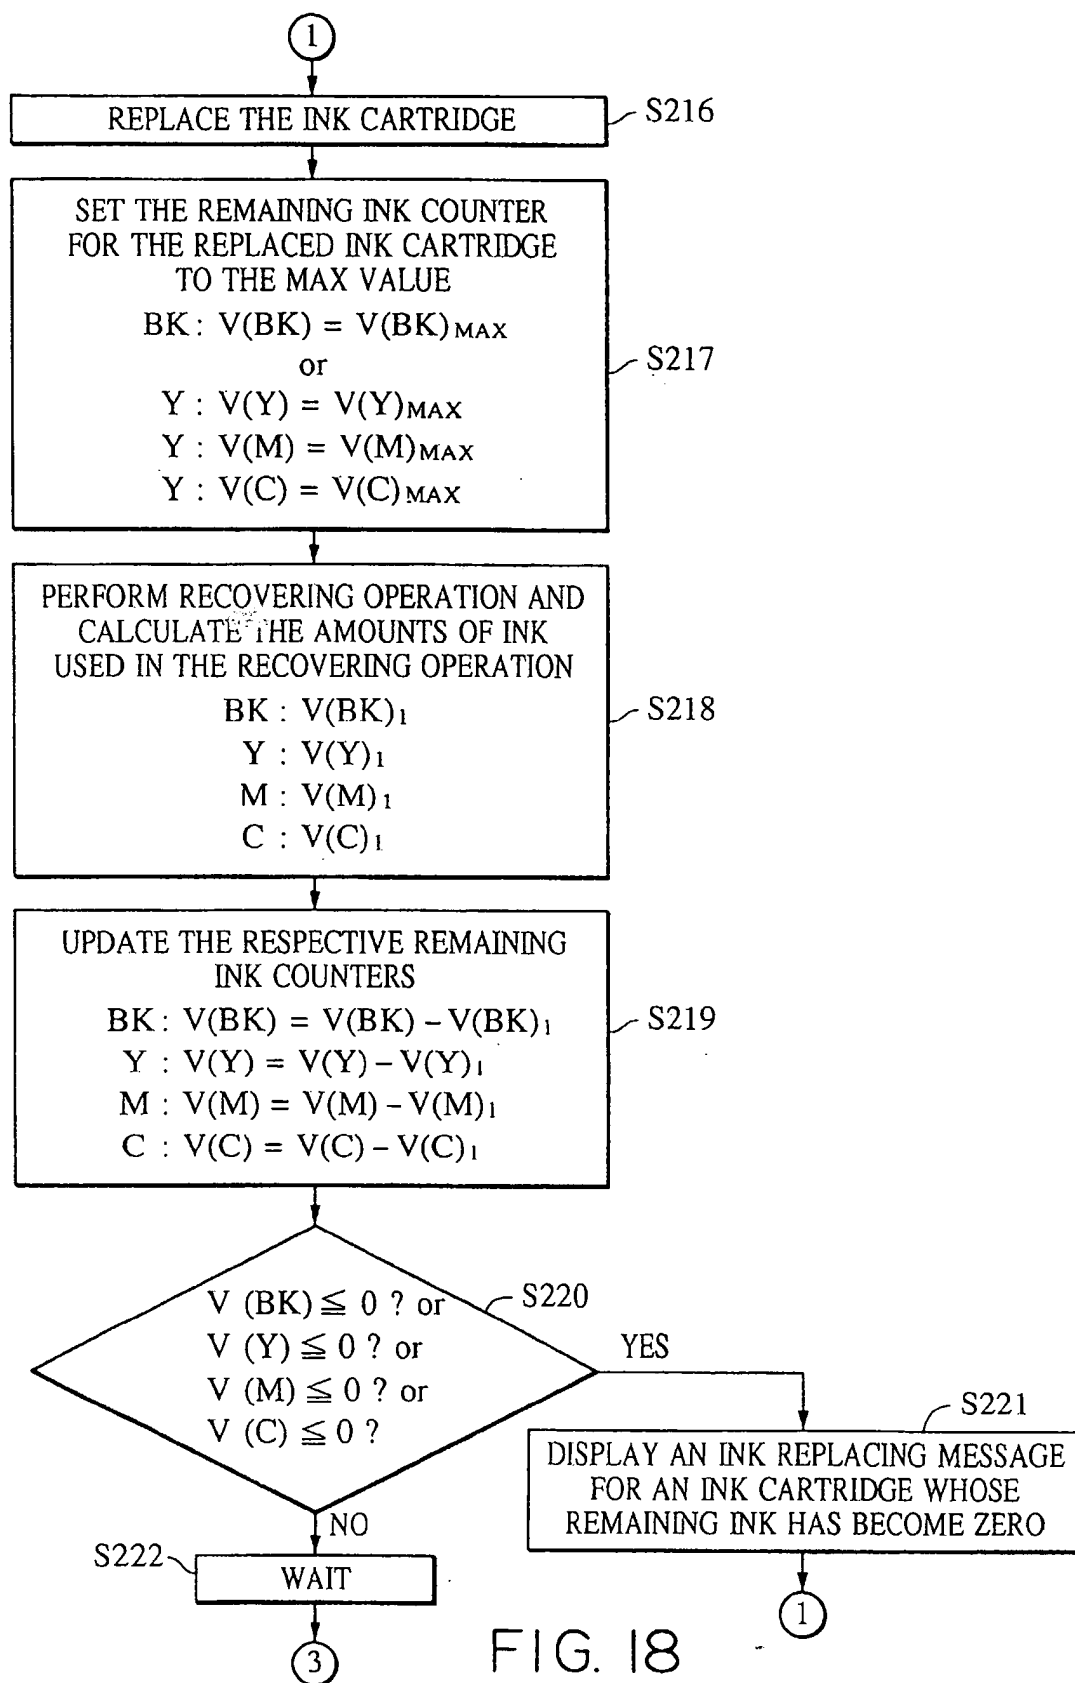 1
REPLACE THE INK CARTRIDGE
S216
SET THE REMAINING INK COUNTER
FOR THE REPLACED INK CARTRIDGE
TO THE MAX VALUE
BK : V(BK) = V(BK)MAX
or
Y : V(Y) = V(Y)MAX
Y : V(M) = V(M)MAX
Y : V(C) = V(C)MAX
S217
PERFORM RECOVERING OPERATION AND
CALCULATE THE AMOUNTS OF INK
USED IN THE RECOVERING OPERATION
BK : V(BK)1
Y : V(Y)1
M : V(M)1
C : V(C)1
S218
UPDATE THE RESPECTIVE REMAINING
INK COUNTERS
BK : V(BK) = V(BK) – V(BK)1
Y : V(Y) = V(Y) – V(Y)1
M : V(M) = V(M) – V(M)1
C : V(C) = V(C) – V(C)1
S219
V (BK) ≦ 0 ? or
V (Y) ≦ 0 ? or
V (M) ≦ 0 ? or
V (C) ≦ 0 ?
S220
YES
S221
DISPLAY AN INK REPLACING MESSAGE
FOR AN INK CARTRIDGE WHOSE
REMAINING INK HAS BECOME ZERO
1
NO
S222
WAIT
3
FIG. 18